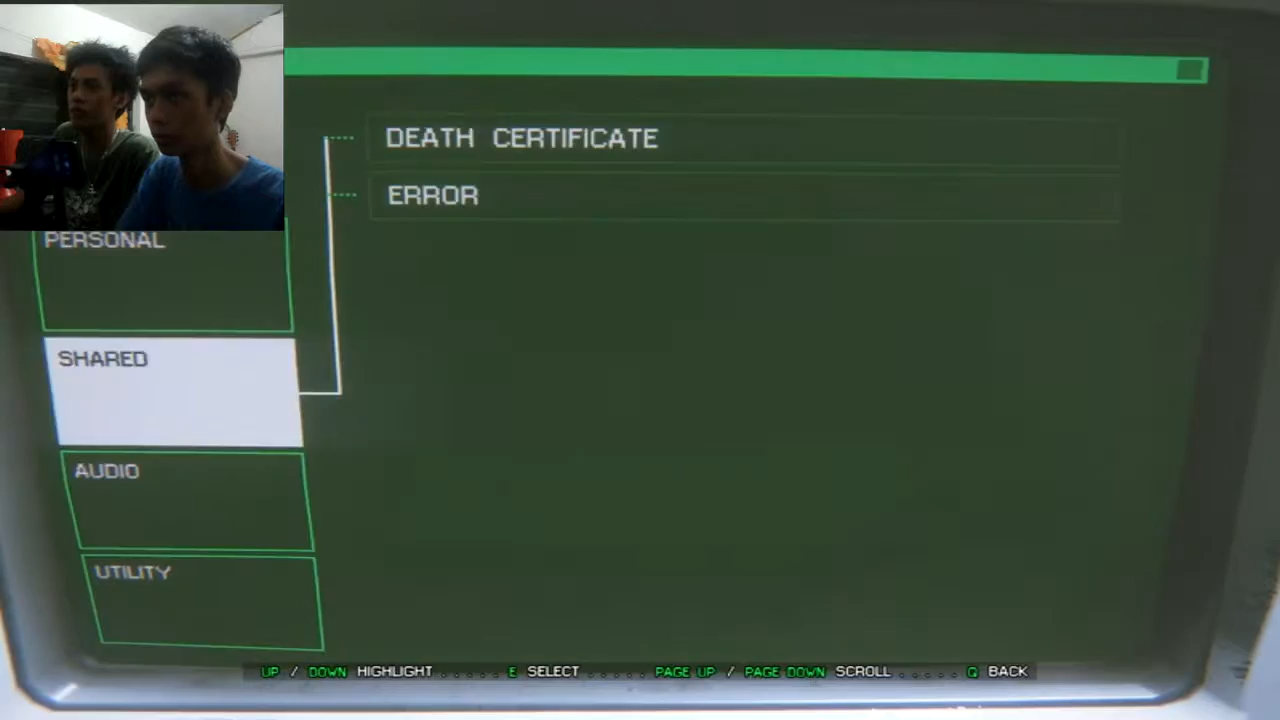 DEATH CERTIFICATE
ERROR
PERSONAL
SHARED
AUDIO
UTILITY
UP / DOWN HIGHLIGHT ..... E SELECT ..... PAGE UP / PAGE DOWN SCROLL ..... Q BACK